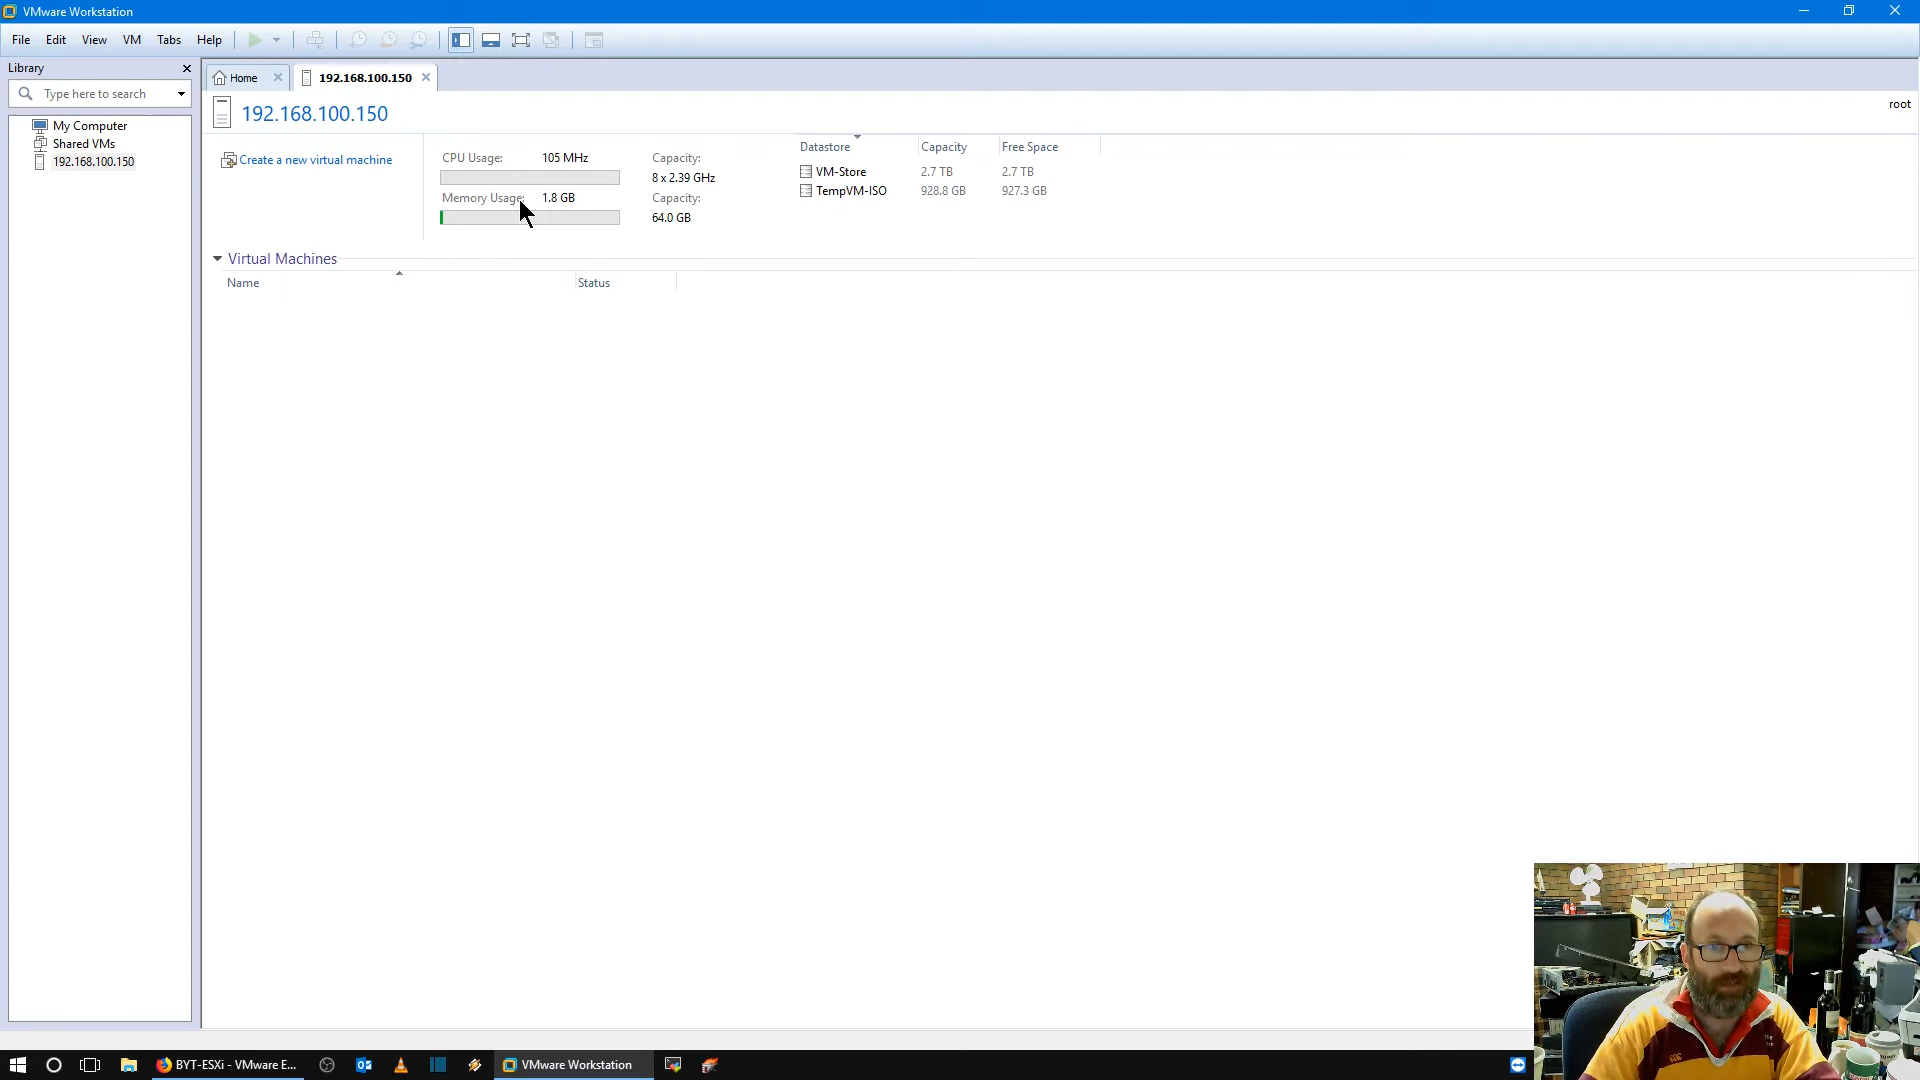 VMware Workstation
File Edit View VM Tabs Help
Library
Type here to search
My Computer
Shared VMs
192.168.100.150
Home
192.168.100.150
192.168.100.150
root
Create a new virtual machine
CPU Usage: 105 MHz
Capacity:
8 x 2.39 GHz
Memory Usage: 1.8 GB
Capacity:
64.0 GB
Datastore Capacity Free Space
VM-Store 2.7 TB 2.7 TB
TempVM-ISO 928.8 GB 927.3 GB
Virtual Machines
Name Status
BYT-ESXi - VMware E...
VMware Workstation